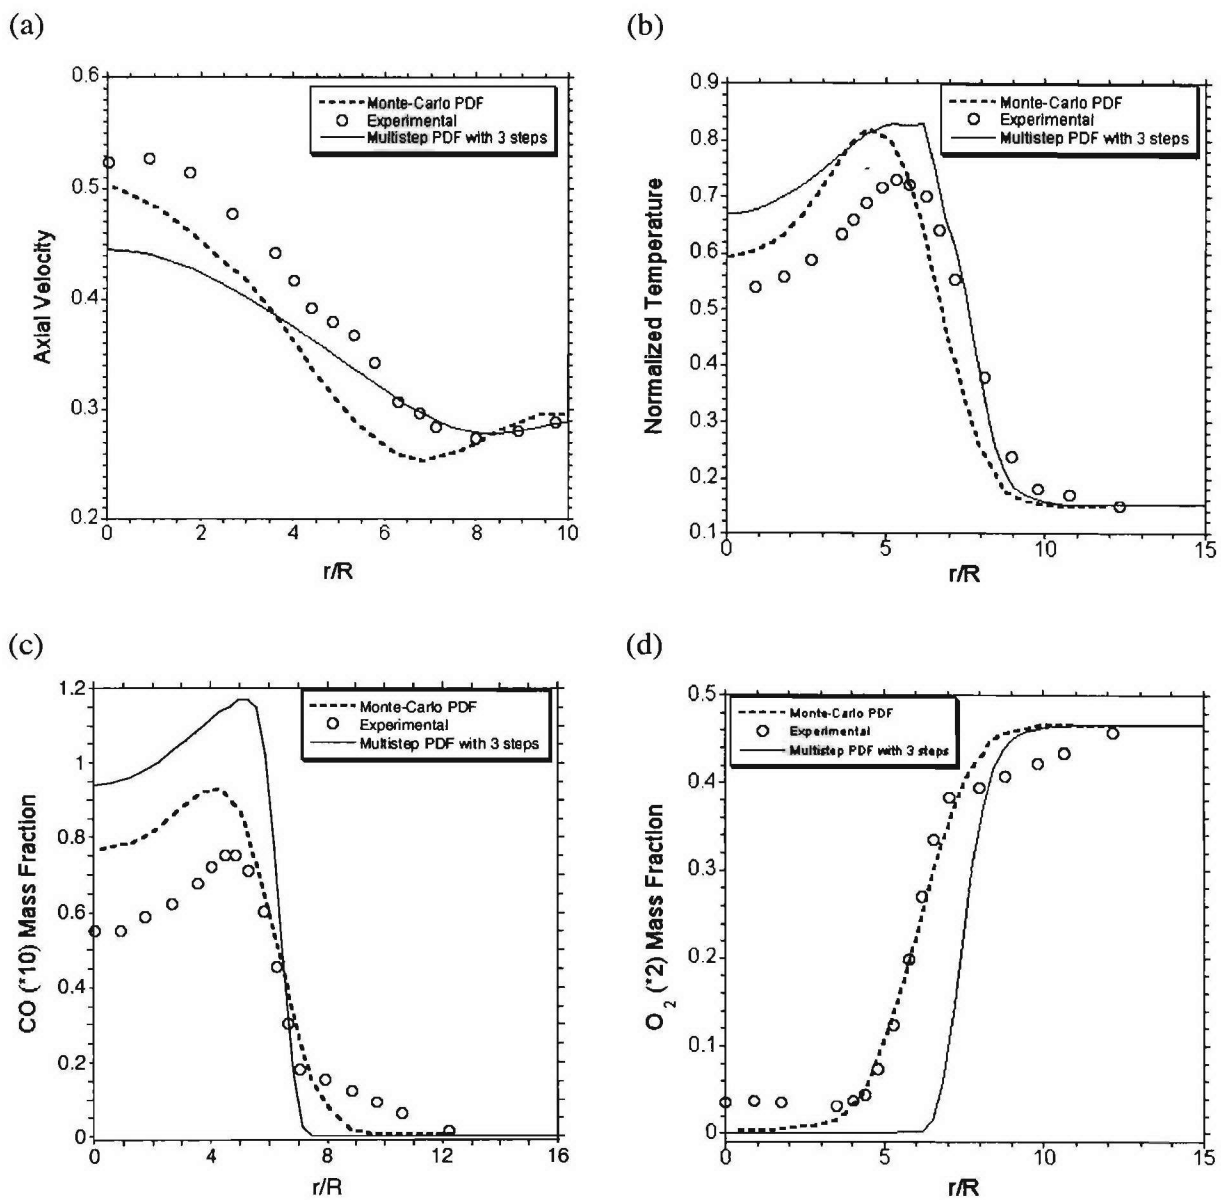 (a)
0.6
0.5
0.4
0.3
0.2
Axial Velocity
Monte-Carlo PDF
Experimental
Multistep PDF with 3 steps
0 2 4 6 8 10
r/R
(b)
0.9
0.8
0.7
0.6
0.5
0.4
0.3
0.2
0.1
Normalized Temperature
Monte-Carlo PDF
Experimental
Multistep PDF with 3 steps
0 5 10 15
r/R
(c)
1.2
1
0.8
0.6
0.4
0.2
0
CO (*10) Mass Fraction
Monte-Carlo PDF
Experimental
Multistep PDF with 3 steps
0 4 8 12 16
r/R
(d)
0.5
0.4
0.3
0.2
0.1
0
O₂ (*2) Mass Fraction
Monte-Carlo PDF
Experimental
Multistep PDF with 3 steps
0 5 10 15
r/R